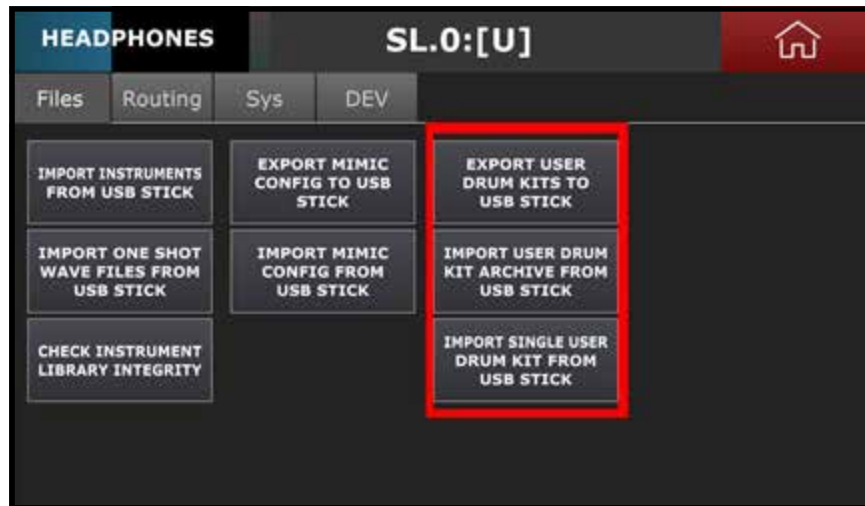 HEADPHONES
SL.0:[U]
Files
Routing
Sys
DEV
IMPORT INSTRUMENTS
FROM USB STICK
EXPORT MIMIC
CONFIG TO USB
STICK
EXPORT USER
DRUM KITS TO
USB STICK
IMPORT ONE SHOT
WAVE FILES FROM
USB STICK
IMPORT MIMIC
CONFIG FROM
USB STICK
IMPORT USER DRUM
KIT ARCHIVE FROM
USB STICK
CHECK INSTRUMENT
LIBRARY INTEGRITY
IMPORT SINGLE USER
DRUM KIT FROM
USB STICK